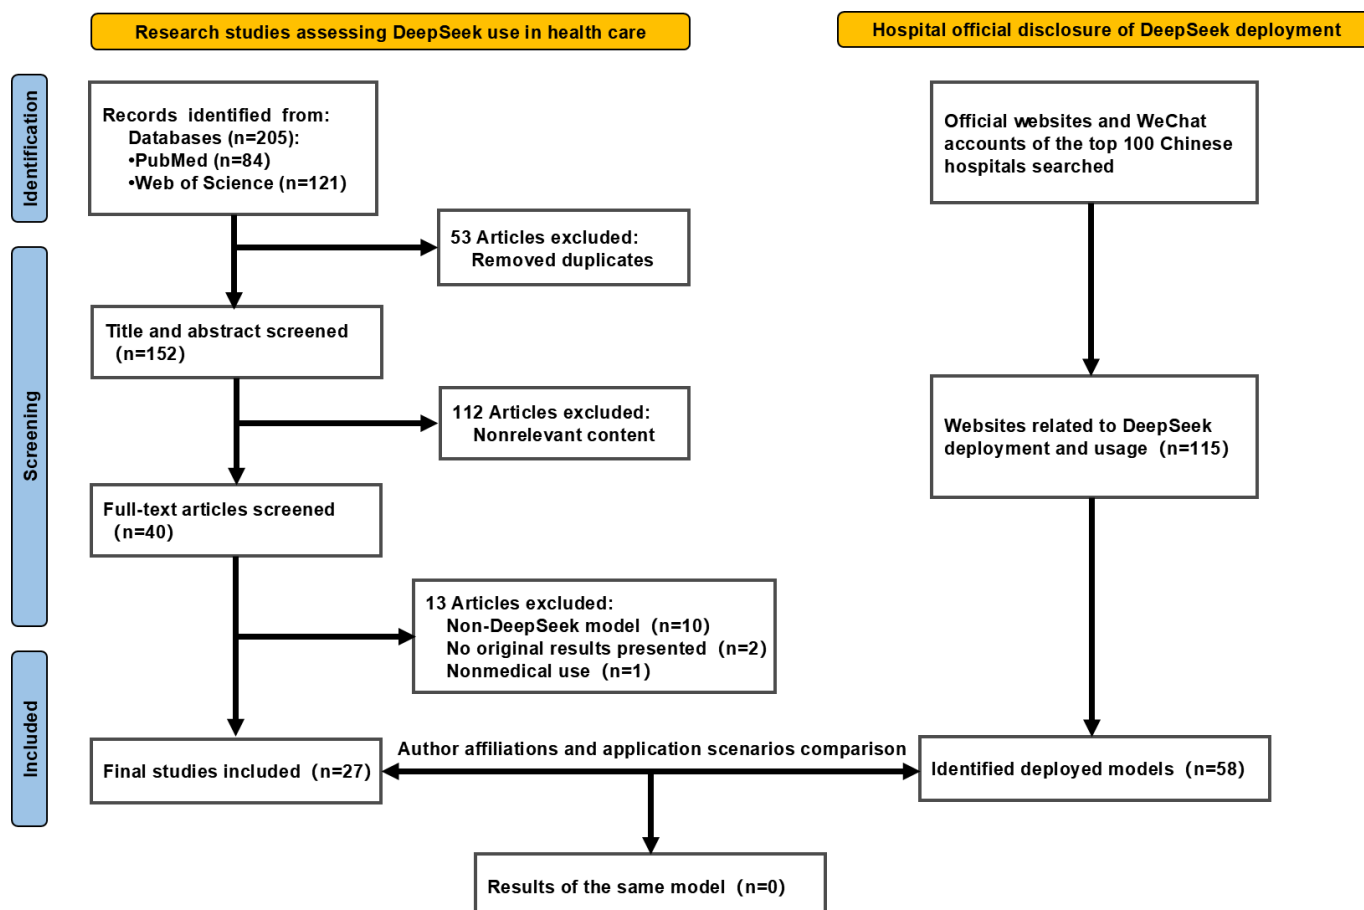 Research studies assessing DeepSeek use in health care
Hospital official disclosure of DeepSeek deployment
Identification
Records identified from:
Databases (n=205):
•PubMed (n=84)
•Web of Science (n=121)
Official websites and WeChat
accounts of the top 100 Chinese
hospitals searched
53 Articles excluded:
Removed duplicates
Screening
Title and abstract screened
(n=152)
112 Articles excluded:
Nonrelevant content
Websites related to DeepSeek
deployment and usage (n=115)
Full-text articles screened
(n=40)
13 Articles excluded:
Non-DeepSeek model (n=10)
No original results presented (n=2)
Nonmedical use (n=1)
Included
Final studies included (n=27)
Author affiliations and application scenarios comparison
Identified deployed models (n=58)
Results of the same model (n=0)